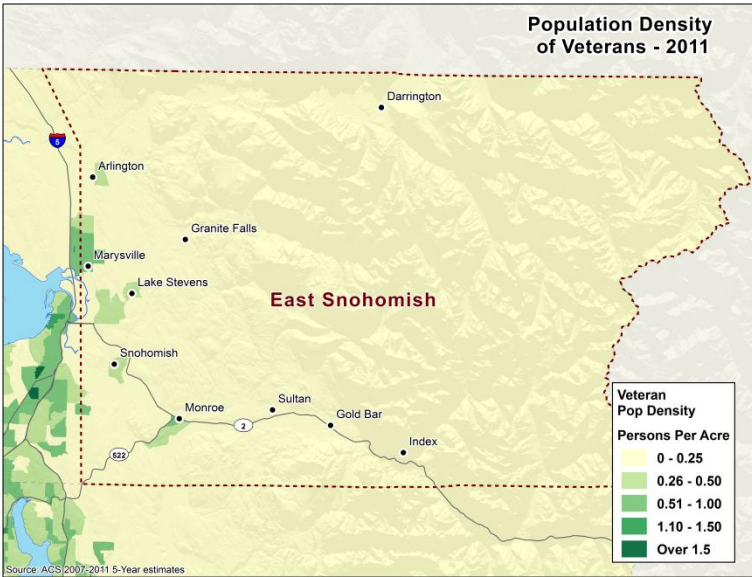 Population Density
of Veterans - 2011
Darrington
5
Arlington
Granite Falls
Marysville
Lake Stevens
East Snohomish
Snohomish
Monroe
Sultan
Gold Bar
2
Index
522
Veteran
Pop Density
Persons Per Acre
0 - 0.25
0.26 - 0.50
0.51 - 1.00
1.10 - 1.50
Over 1.5
Source: ACS 2007-2011 5-Year estimates